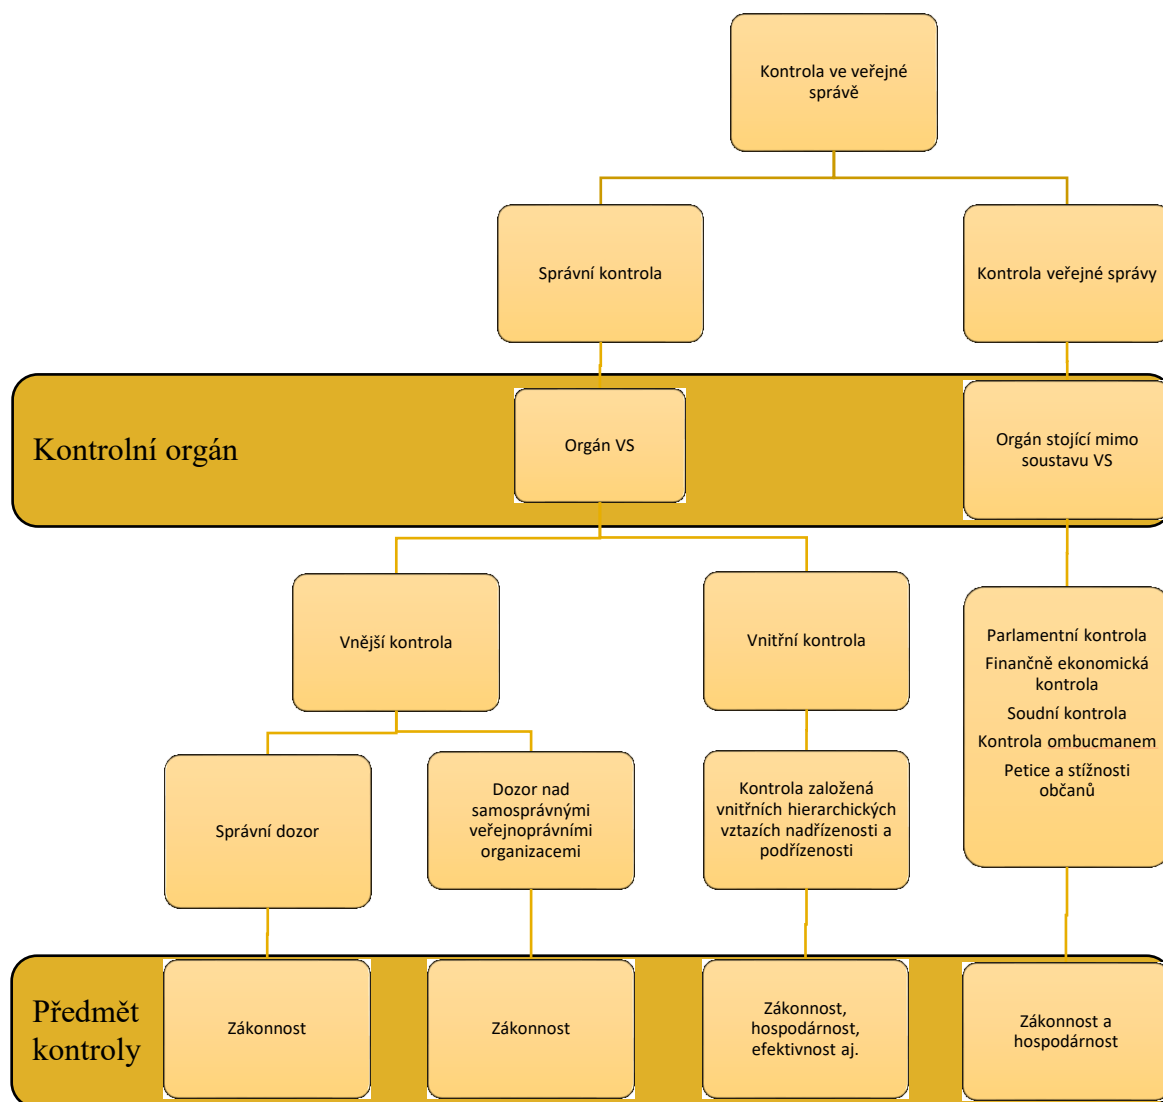 Kontrola ve veřejné
správě
Správní kontrola
Kontrola veřejné správy
Kontrolní orgán
Orgán VS
Orgán stojící mimo
soustavu VS
Vnější kontrola
Vnitřní kontrola
Parlamentní kontrola
Finančně ekonomická
kontrola
Soudní kontrola
Kontrola ombucmanem
Petice a stížnosti
občanů
Správní dozor
Dozor nad
samosprávnými
veřejnoprávními
organizacemi
Kontrola založená
vnitřních hierarchických
vztazích nadřízenosti a
podřízenosti
Předmět
kontroly
Zákonnost
Zákonnost
Zákonnost,
hospodárnost,
efektivnost aj.
Zákonnost a
hospodárnost